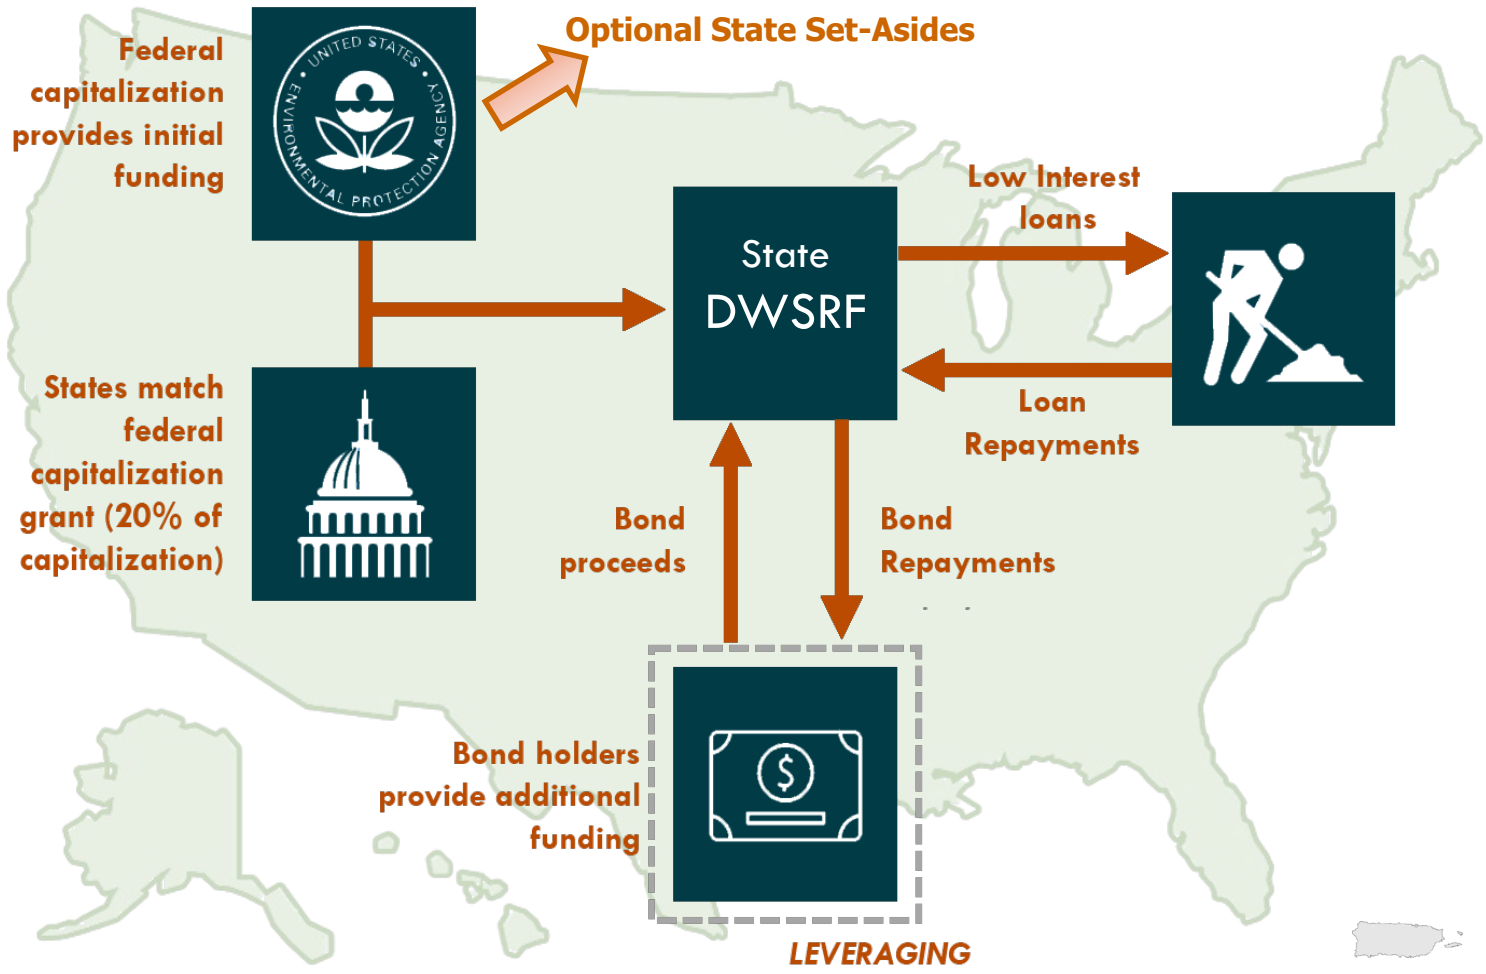 Optional State Set-Asides
Federal
capitalization
provides initial
funding
UNITED STATES
ENVIRONMENTAL PROTECTION AGENCY
States match
federal
capitalization
grant (20% of
capitalization)
State
DWSRF
Low Interest
loans
Loan
Repayments
Bond
proceeds
Bond
Repayments
Bond holders
provide additional
funding
$
LEVERAGING